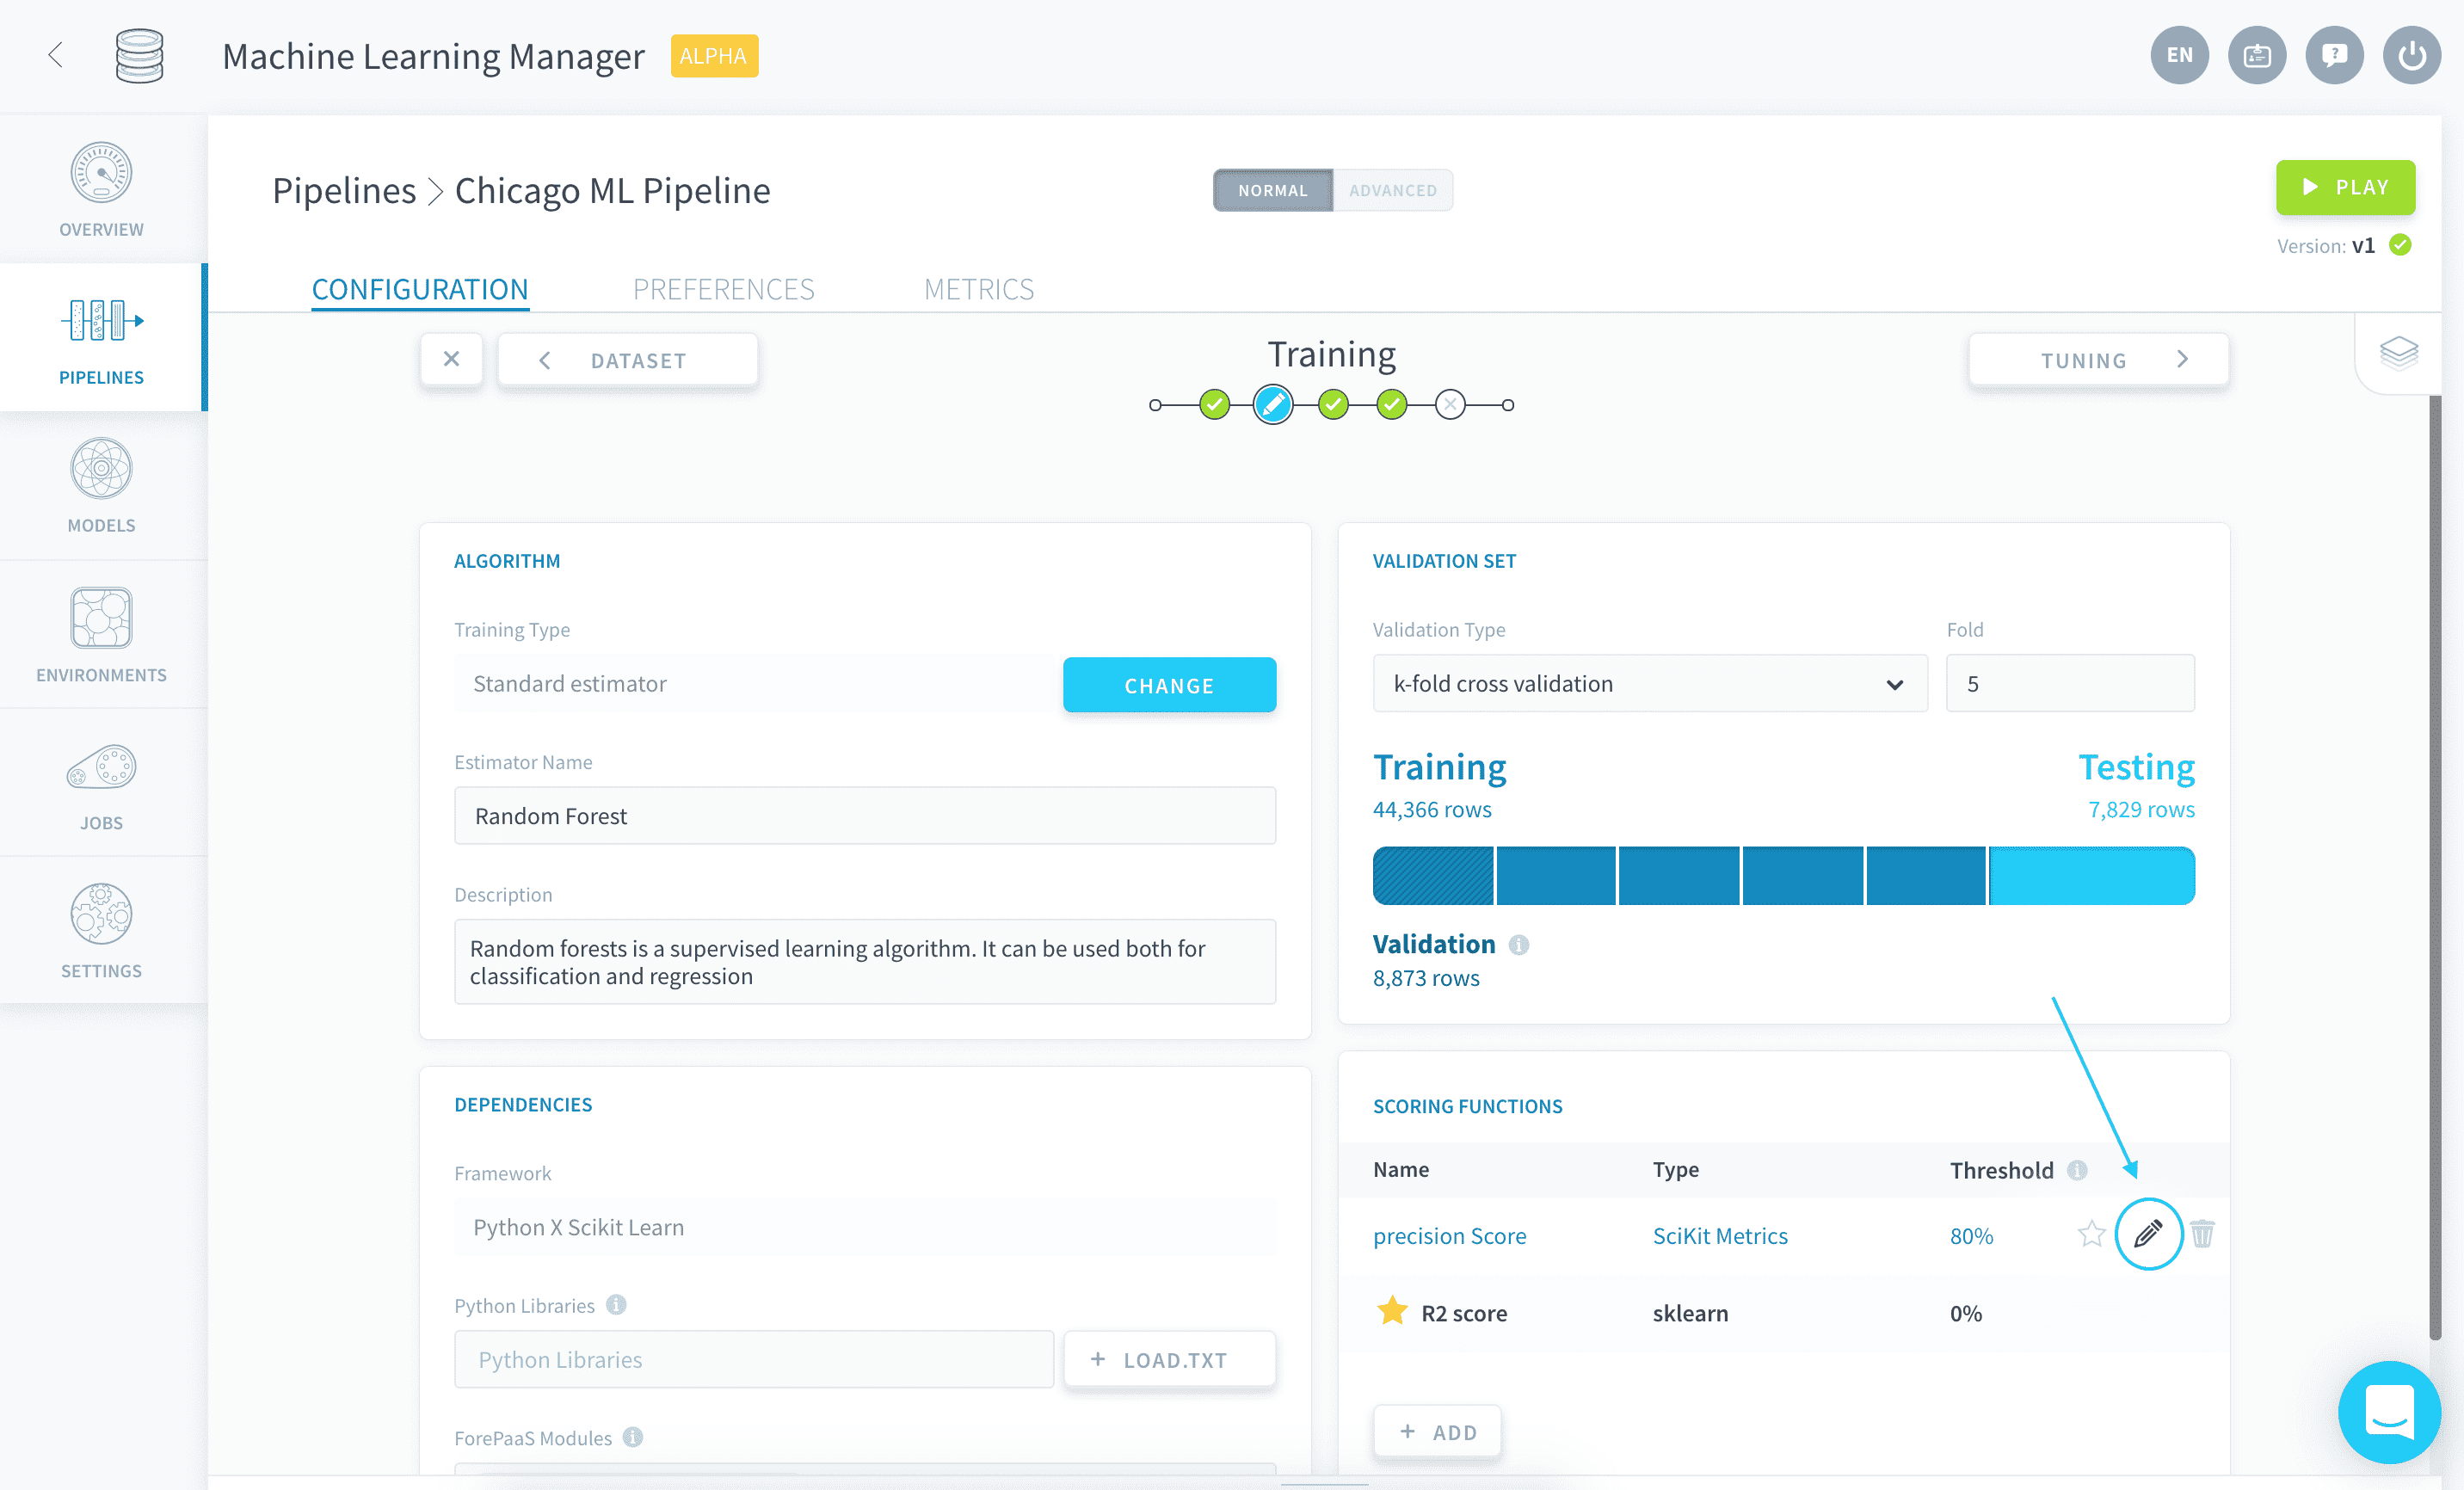 Machine Learning Manager ALPHA
EN
OVERVIEW
PIPELINES
MODELS
ENVIRONMENTS
JOBS
SETTINGS
Pipelines > Chicago ML Pipeline
NORMAL ADVANCED
PLAY
Version: v1
CONFIGURATION PREFERENCES METRICS
DATASET
Training
TUNING
ALGORITHM
Training Type
Standard estimator
CHANGE
Estimator Name
Random Forest
Description
Random forests is a supervised learning algorithm. It can be used both for
classification and regression
DEPENDENCIES
Framework
Python X Scikit Learn
Python Libraries
Python Libraries
+ LOAD.TXT
ForePaaS Modules
VALIDATION SET
Validation Type Fold
k-fold cross validation 5
Training Testing
44,366 rows 7,829 rows
Validation
8,873 rows
SCORING FUNCTIONS
Name Type Threshold
precision Score SciKit Metrics 80%
R2 score sklearn 0%
+ ADD